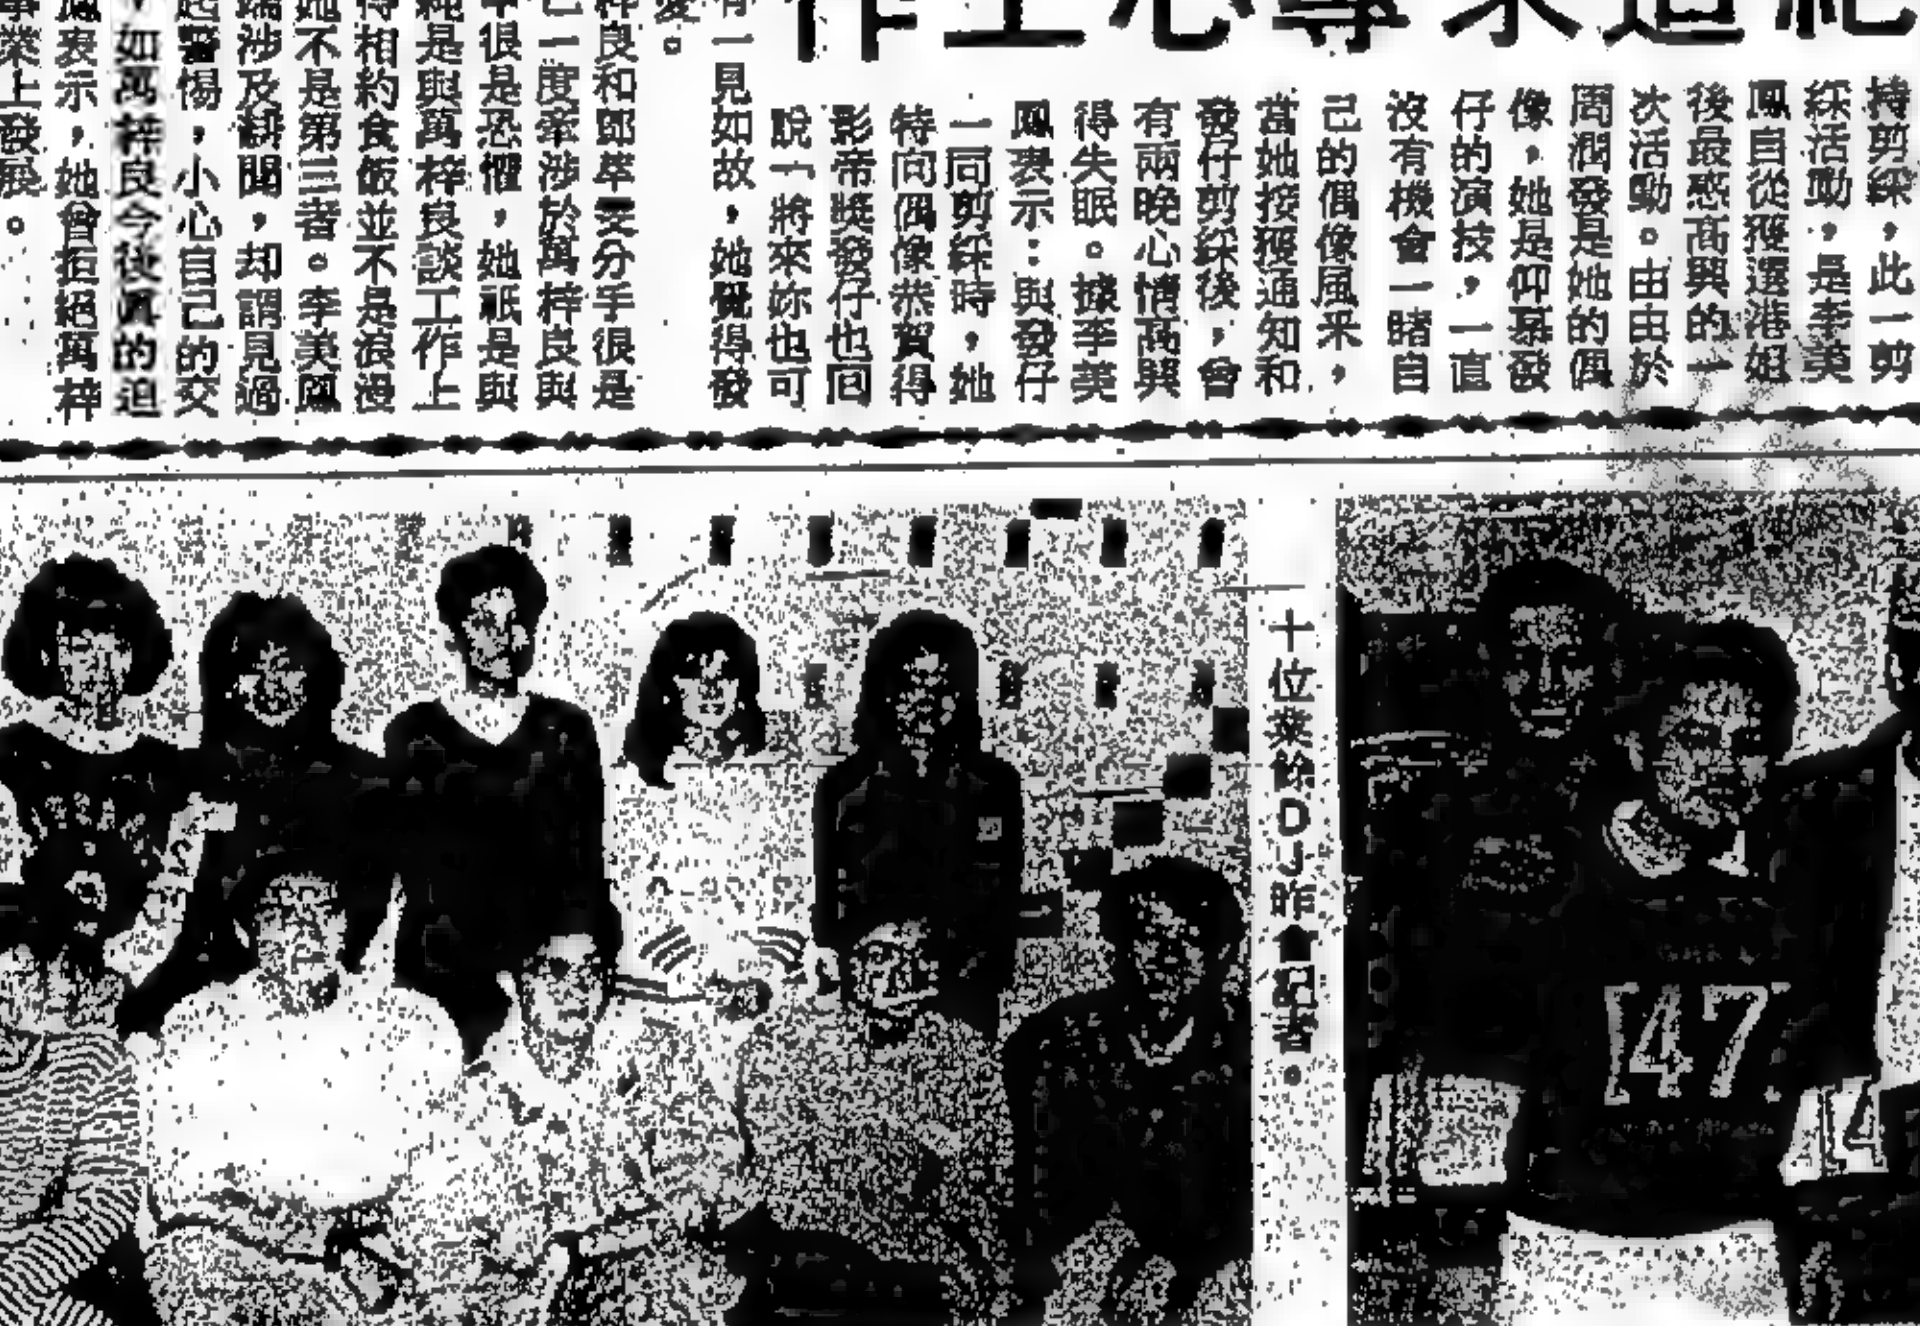 作工心專求追
持剪綵,此一剪
綵活動,是李美
鳳自從獲選港姐
後最感高興的一
次活動。由由於
周潤發是她的偶
像,她是仰慕發
仔的演技,一直
沒有機會一睹自
己的偶像風采,
當她接獲通知和
發仔剪綵後,會
有兩晚心情高興
得失眠。據李美
鳳表示:與發仔
一同剪綵時,她
特向偶像恭賀得
影帝獎發仔也回
說「將來妳也可
有一見如故,她覺得發
梓良和鄭萃雯分手很是
一度牽涉於萬梓良與
很是恐懼,她祇是與
純是與萬梓良談工作上
得相約食飯並不是浪漫
她不是第三者。李美鳳
端涉及緋聞,却謂見過
起警惕,小心自己的交
如萬梓良今後真的追
鳳表示,她曾拒絕萬梓
事業上發展。
十位業餘DJ昨會記者。
47
44